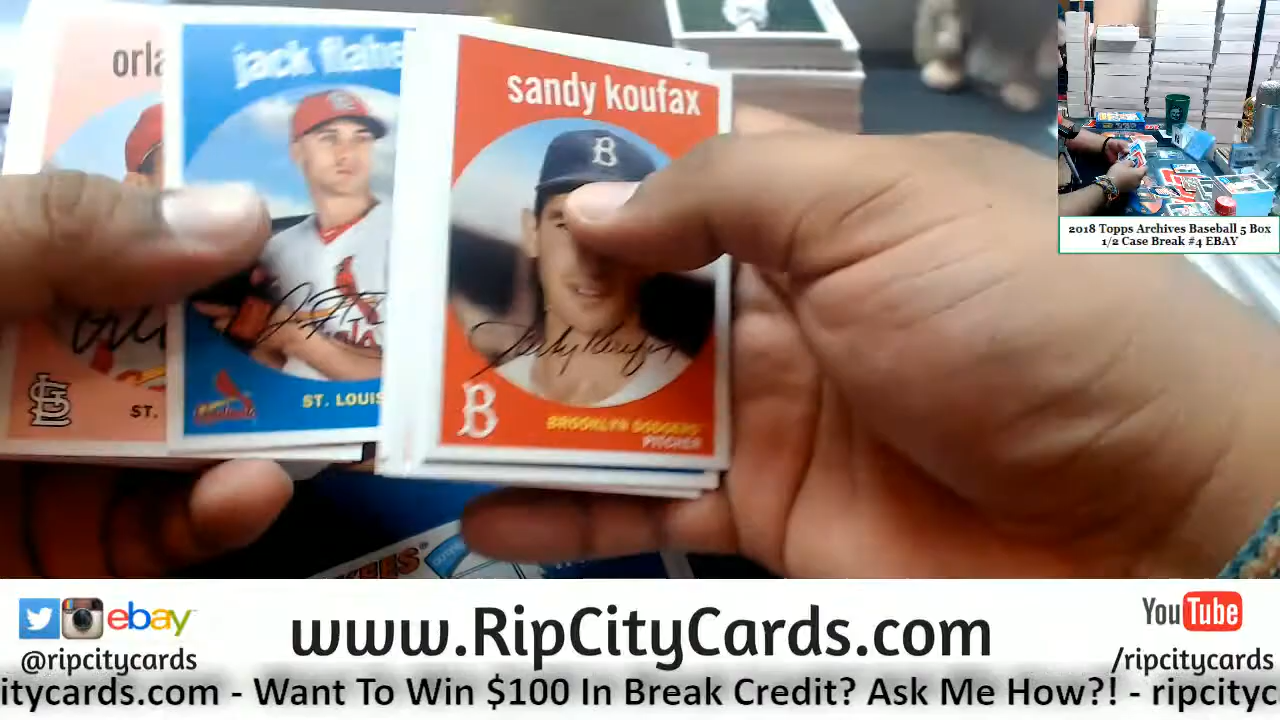 orla
ST.
jack flahe
ST. LOUIS
sandy koufax
B
B
BROOKLYN DODGERS
PITCHER
2018 Topps Archives Baseball 5 Box
1/2 Case Break #4 EBAY
ebay
@ripcitycards
www.RipCityCards.com
YouTube
/ripcitycards
itycards.com - Want To Win $100 In Break Credit? Ask Me How?! - ripcityc